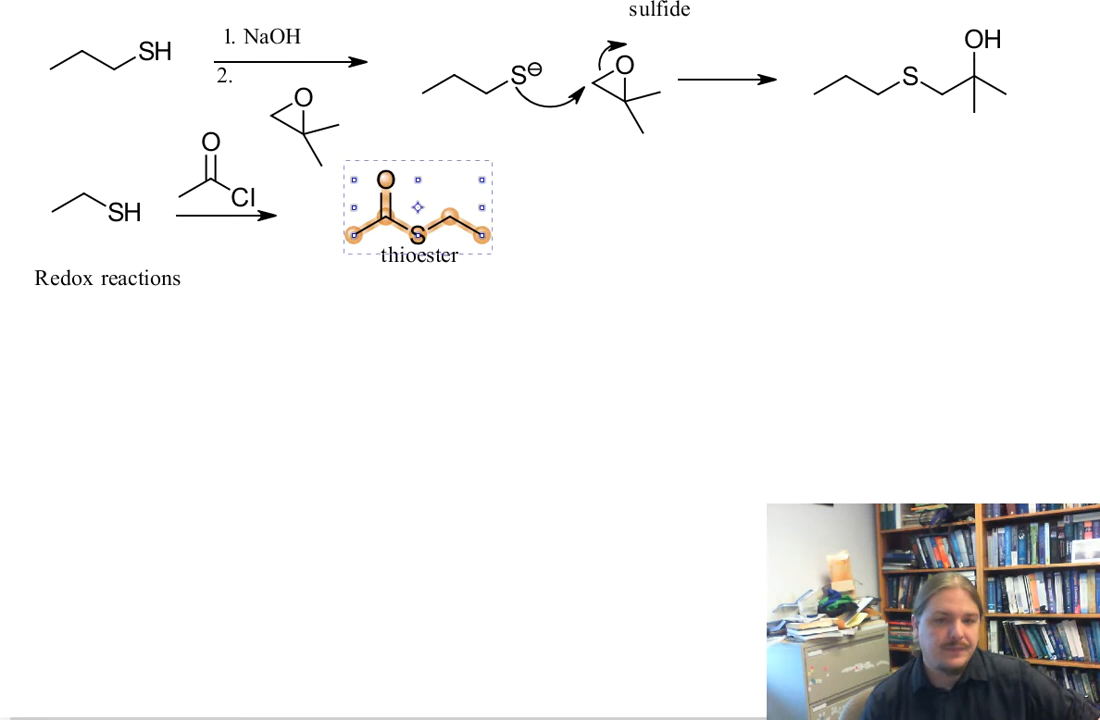 sulfide
SH
1. NaOH
2.
O
S⊖
O
S
OH
O
Cl
SH
O
S
thioester
Redox reactions